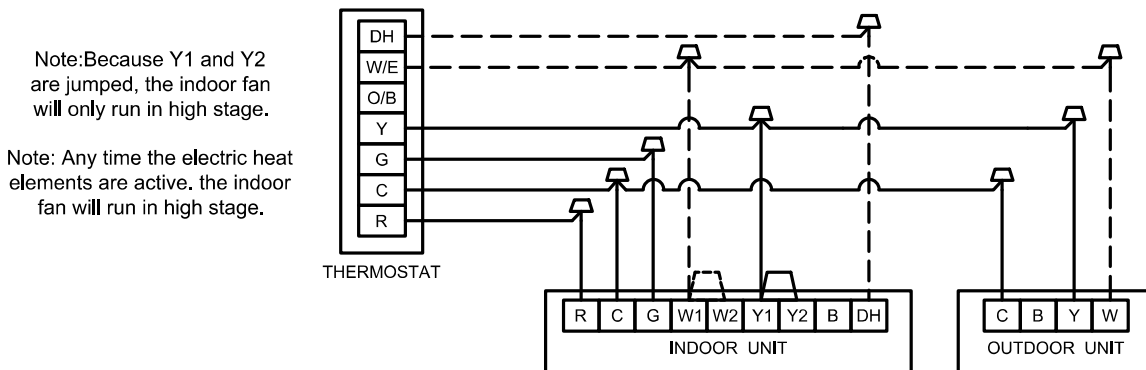 Note:Because Y1 and Y2
are jumped, the indoor fan
will only run in high stage.
Note: Any time the electric heat
elements are active. the indoor
fan will run in high stage.
DH
W/E
O/B
Y
G
C
R
THERMOSTAT
R C G W1 W2 Y1 Y2 B DH
INDOOR UNIT
C B Y W
OUTDOOR UNIT